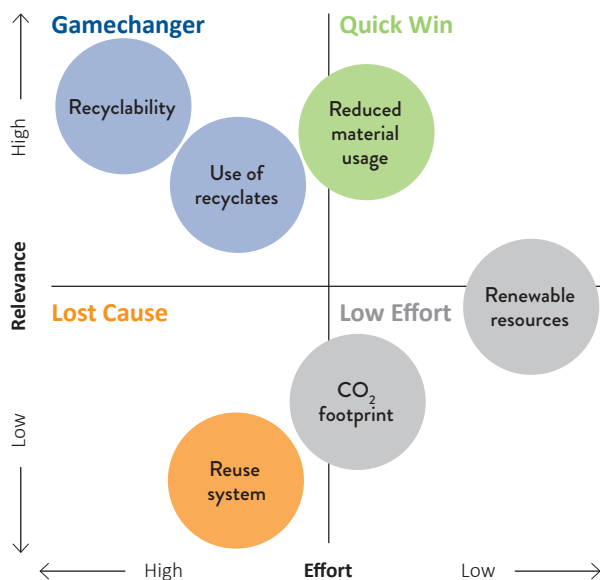 Gamechanger
Quick Win
High
Relevance
Low
Recyclability
Use of
recyclates
Reduced
material
usage
Lost Cause
Low Effort
Renewable
resources
CO₂
footprint
Reuse
system
High
Effort
Low